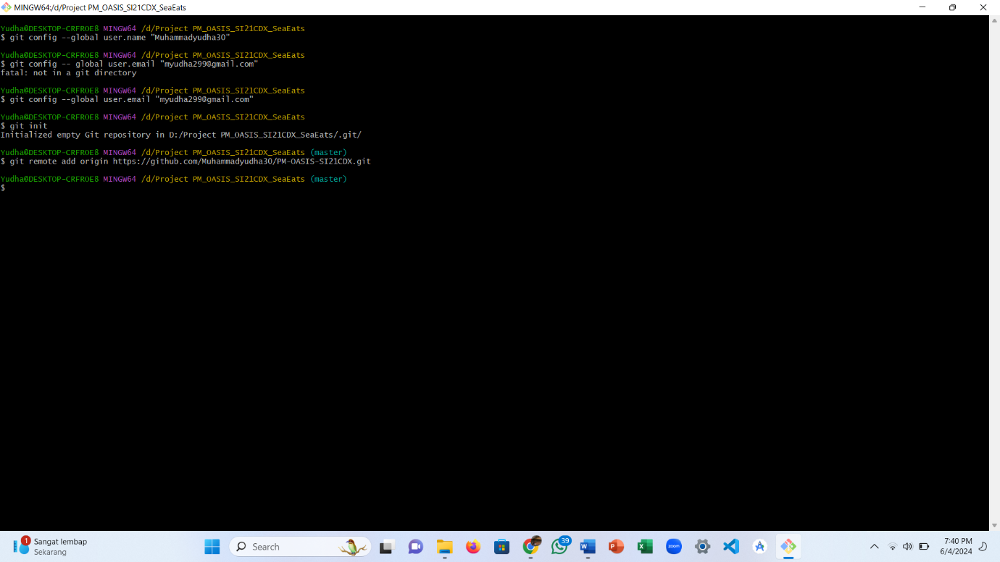 MINGW64:/d/Project PM_OASIS_SI21CDX_SeaEats
Yudha@DESKTOP-CRFROE8 MINGW64 /d/Project PM_OASIS_SI21CDX_SeaEats
$ git config --global user.name "Muhammadyudha30"
Yudha@DESKTOP-CRFROE8 MINGW64 /d/Project PM_OASIS_SI21CDX_SeaEats
$ git config -- global user.email "myudha299@gmail.com"
fatal: not in a git directory
Yudha@DESKTOP-CRFROE8 MINGW64 /d/Project PM_OASIS_SI21CDX_SeaEats
$ git config --global user.email "myudha299@gmail.com"
Yudha@DESKTOP-CRFROE8 MINGW64 /d/Project PM_OASIS_SI21CDX_SeaEats
$ git init
Initialized empty Git repository in D:/Project PM_OASIS_SI21CDX_SeaEats/.git/
Yudha@DESKTOP-CRFROE8 MINGW64 /d/Project PM_OASIS_SI21CDX_SeaEats (master)
$ git remote add origin https://github.com/Muhammadyudha30/PM-OASIS-SI21CDX.git
Yudha@DESKTOP-CRFROE8 MINGW64 /d/Project PM_OASIS_SI21CDX_SeaEats (master)
$
1
Sangat lembap
Sekarang
Search
39
W
P
X
zoom
7:40 PM
6/4/2024